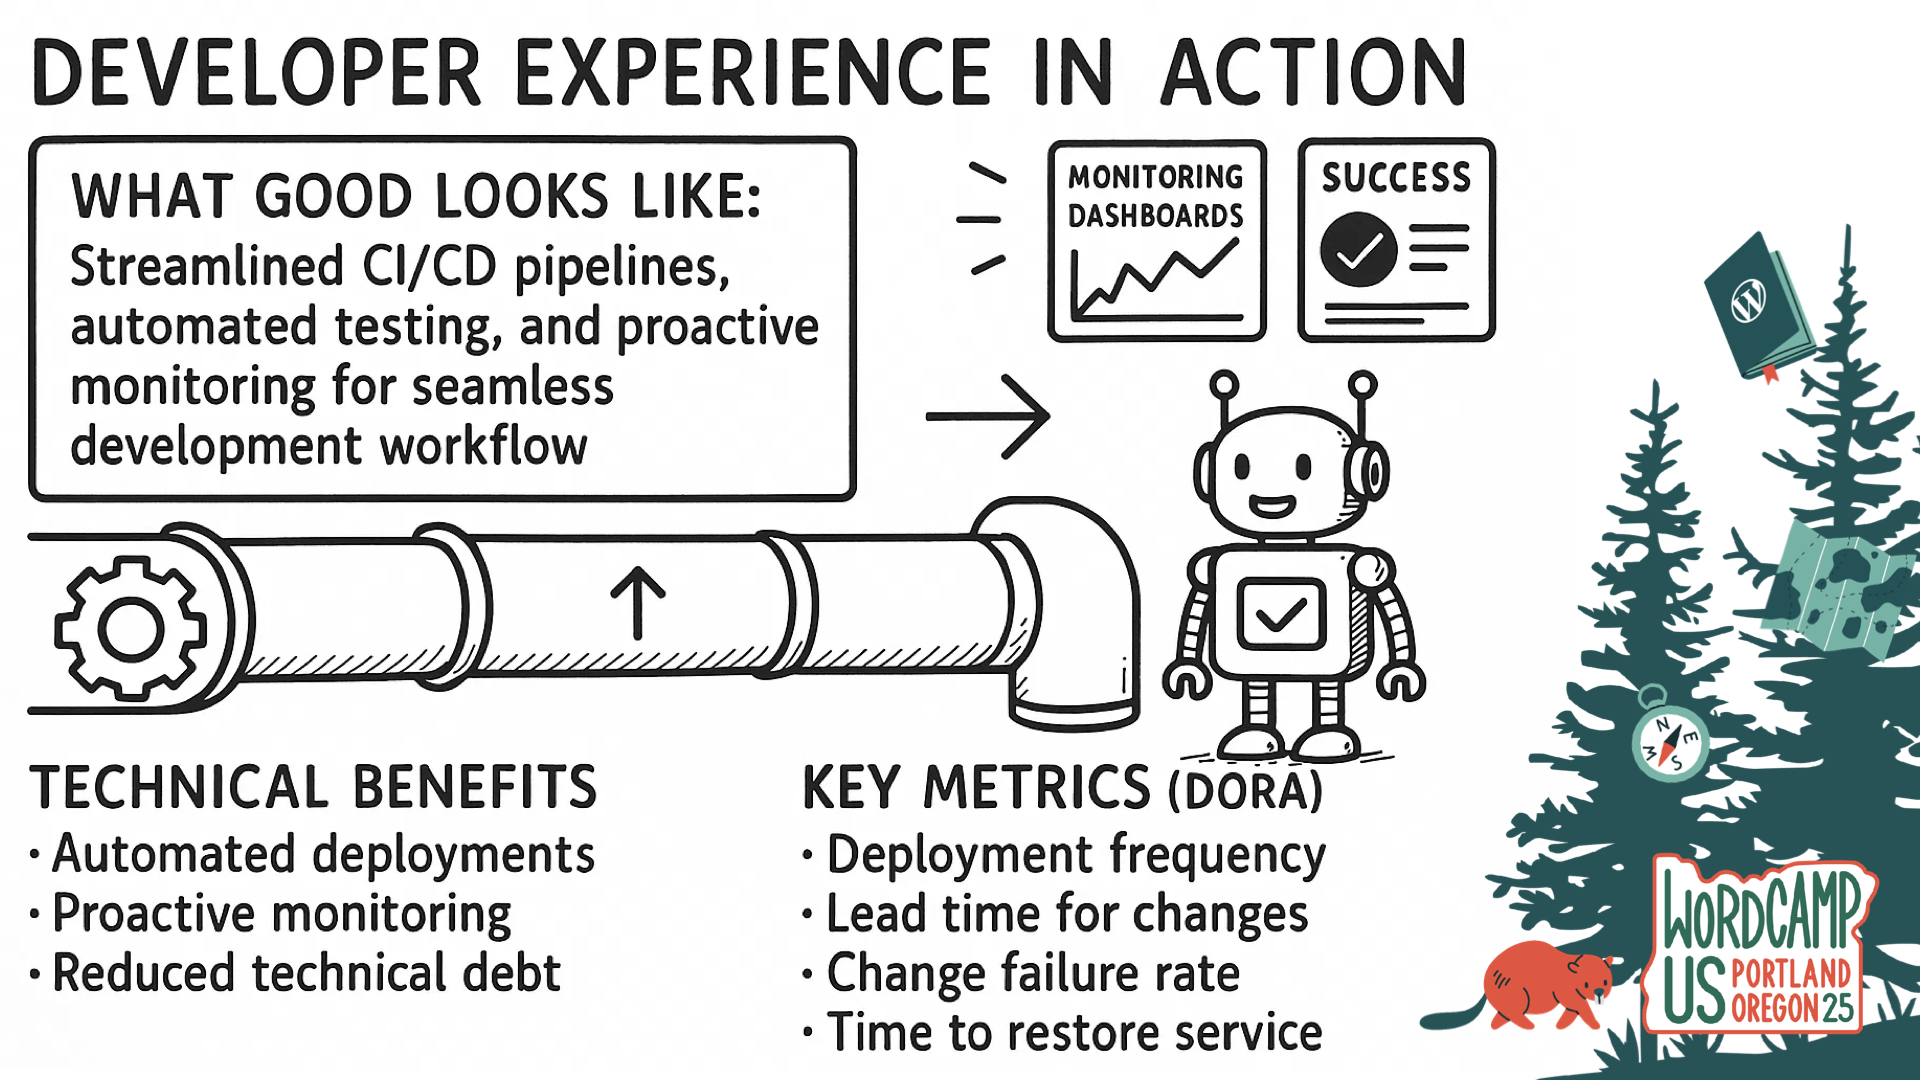 DEVELOPER EXPERIENCE IN ACTION
WHAT GOOD LOOKS LIKE:
Streamlined CI/CD pipelines,
automated testing, and proactive
monitoring for seamless
development workflow
MONITORING
DASHBOARDS
SUCCESS
TECHNICAL BENEFITS
· Automated deployments
· Proactive monitoring
· Reduced technical debt
KEY METRICS (DORA)
· Deployment frequency
· Lead time for changes
· Change failure rate
· Time to restore service
W
N
E
S
W
WORDCAMP
US PORTLAND
OREGON 25